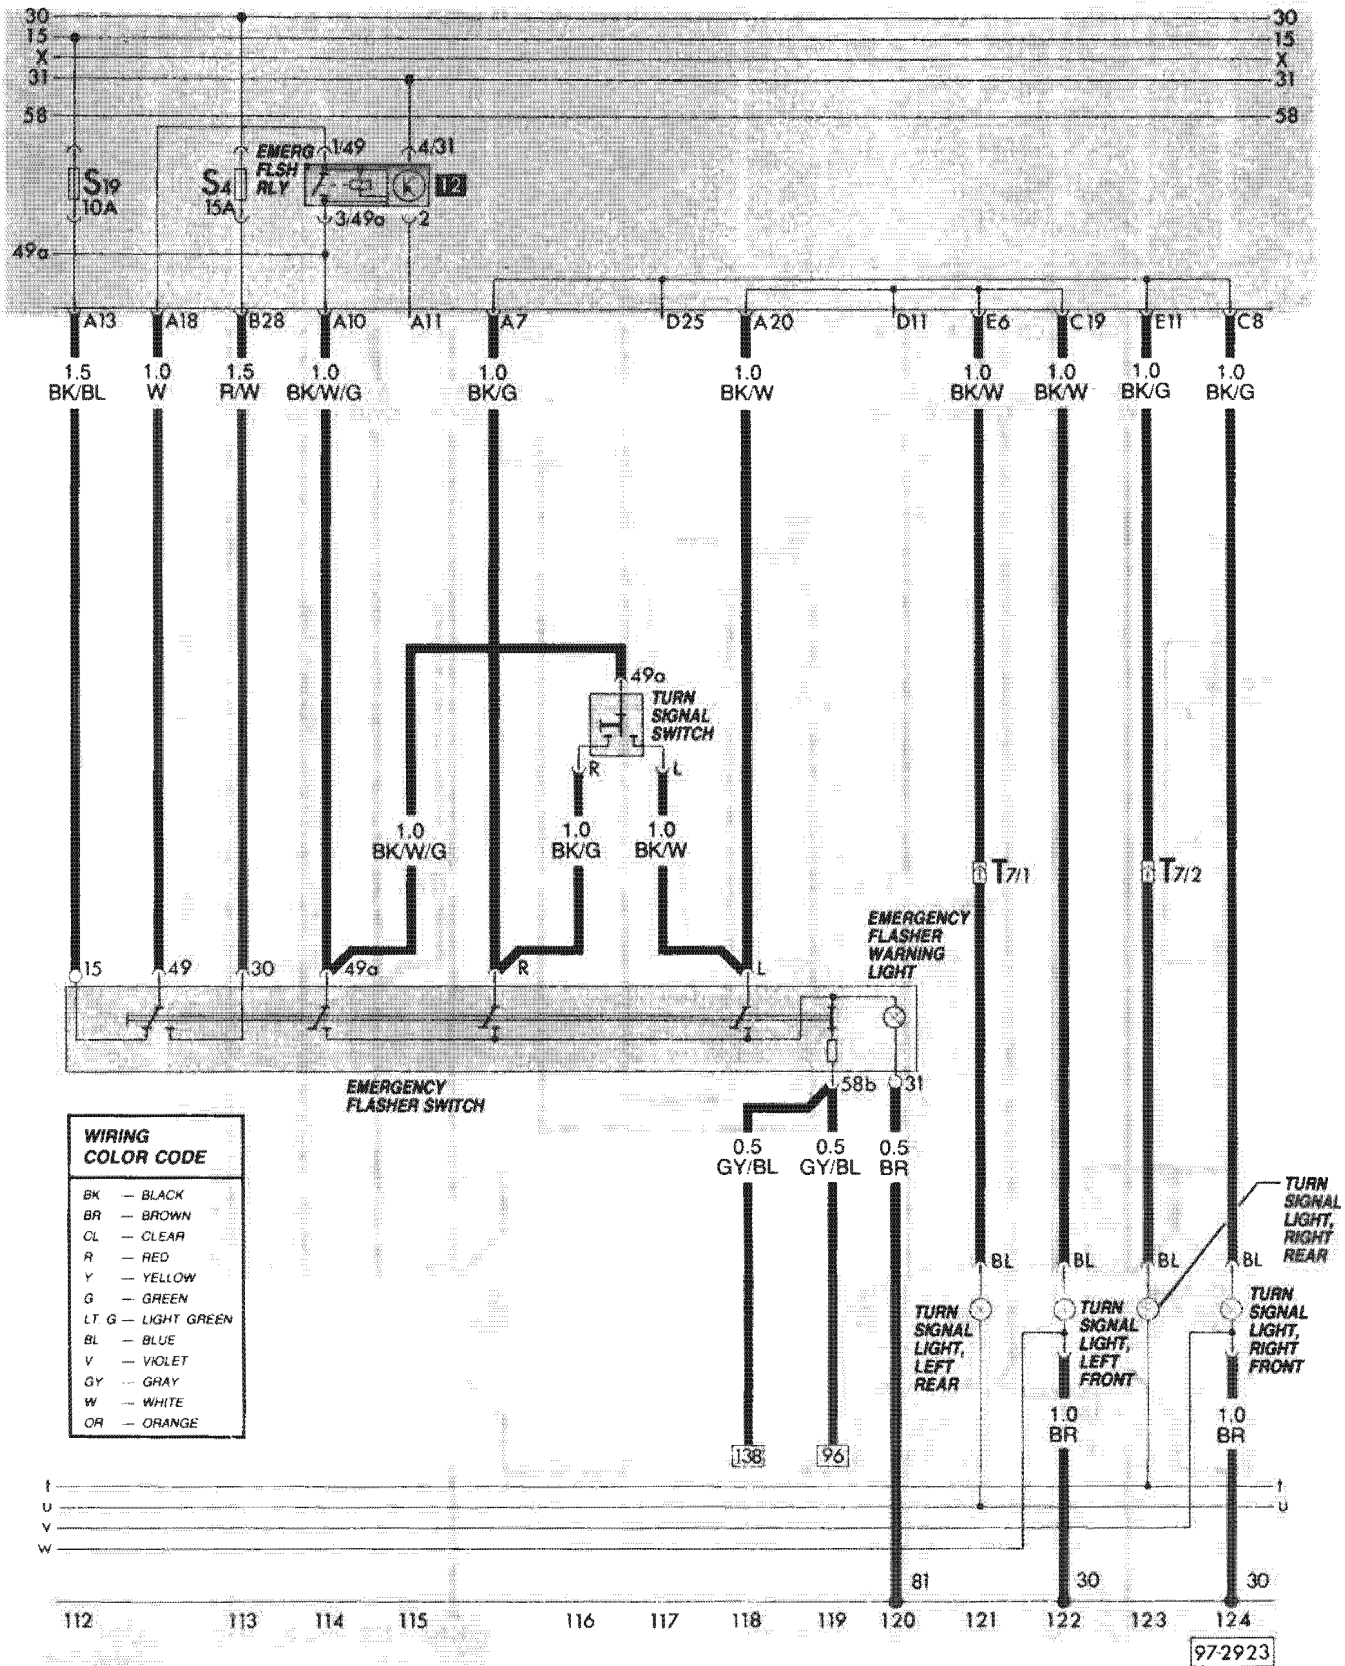 30
30
15
15
X
X
31
31
58
58
EMERG
FLSH
RLY
1/49
4/31
S19
10A
S4
15A
k
12
3/49a
2
49a
A13
A18
B28
A10
A11
A7
D25
A20
D11
E6
C19
E11
C8
1.5
BK/BL
1.0
W
1.5
R/W
1.0
BK/W/G
1.0
BK/G
1.0
BK/W
1.0
BK/W
1.0
BK/W
1.0
BK/G
1.0
BK/G
49a
TURN
SIGNAL
SWITCH
R
L
1.0
BK/W/G
1.0
BK/G
1.0
BK/W
T7/1
T7/2
EMERGENCY
FLASHER
WARNING
LIGHT
15
49
30
49a
R
L
EMERGENCY
FLASHER SWITCH
58b
31
0.5
GY/BL
0.5
GY/BL
0.5
BR
WIRING
COLOR CODE
BK — BLACK
BR — BROWN
CL — CLEAR
R — RED
Y — YELLOW
G — GREEN
LT. G — LIGHT GREEN
BL — BLUE
V — VIOLET
GY — GRAY
W — WHITE
OR — ORANGE
TURN
SIGNAL
LIGHT,
RIGHT
REAR
BL
BL
BL
BL
TURN
SIGNAL
LIGHT,
LEFT
REAR
TURN
SIGNAL
LIGHT,
LEFT
FRONT
TURN
SIGNAL
LIGHT,
RIGHT
FRONT
1.0
BR
1.0
BR
138
96
t
t
u
u
v
w
81
30
30
112
113
114
115
116
117
118
119
120
121
122
123
124
97-2923